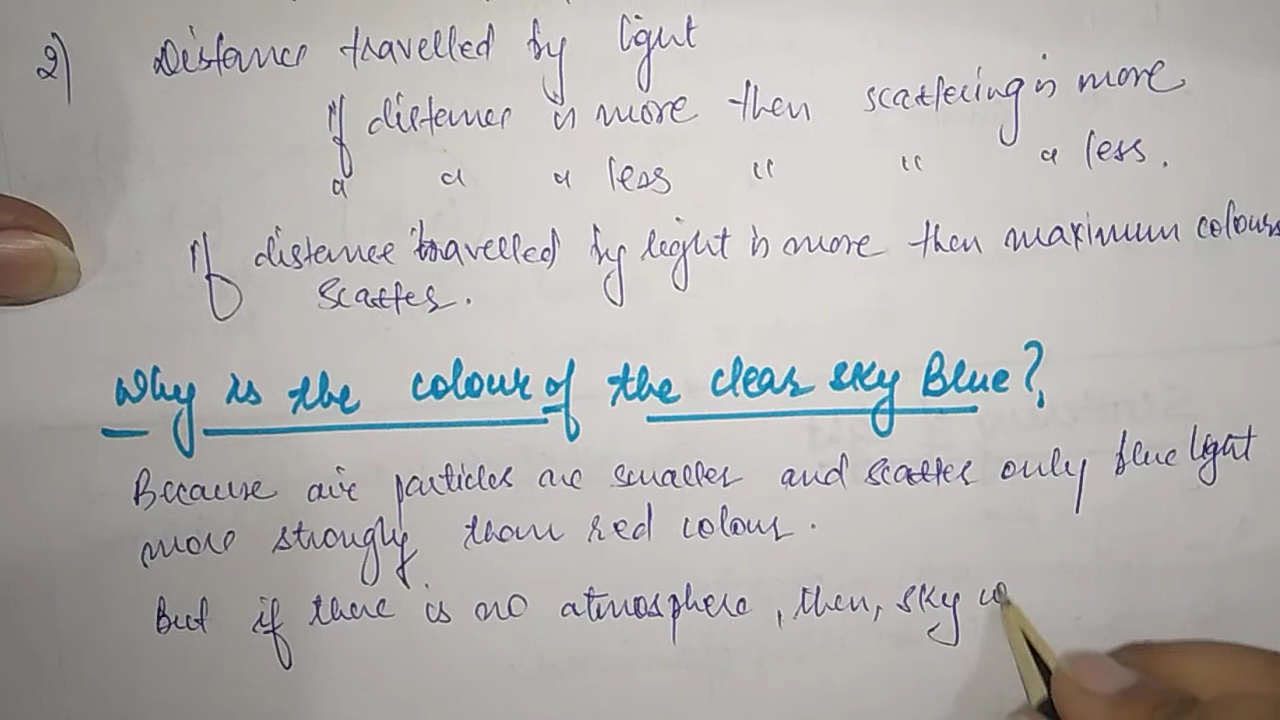 2) Distance travelled by light
If distance is more then scattering is more
" " " less " " " less.
If distance travelled by light is more then maximum colours
scatter.
Why is the colour of the clear sky Blue?
Because air particles are smaller and scatter only blue light
more strongly than red colour.
But if there is no atmosphere, then, sky